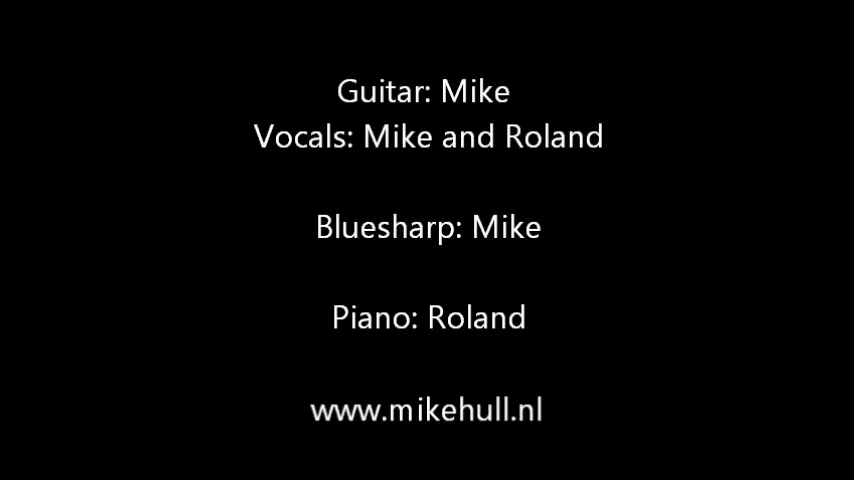 Guitar: Mike
Vocals: Mike and Roland
Bluesharp: Mike
Piano: Roland
www.mikehull.nl